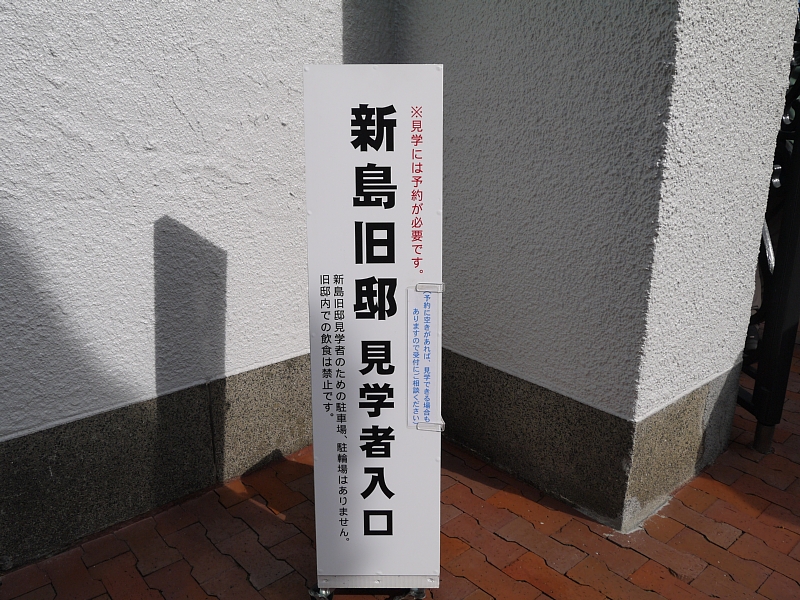 ※見学には予約が必要です。
【予約に空きがあれば、見学できる場合も
ありますので受付にご相談ください】
新島旧邸 見学者入口
新島旧邸見学者のための駐車場、駐輪場はありません。
旧邸内での飲食は禁止です。